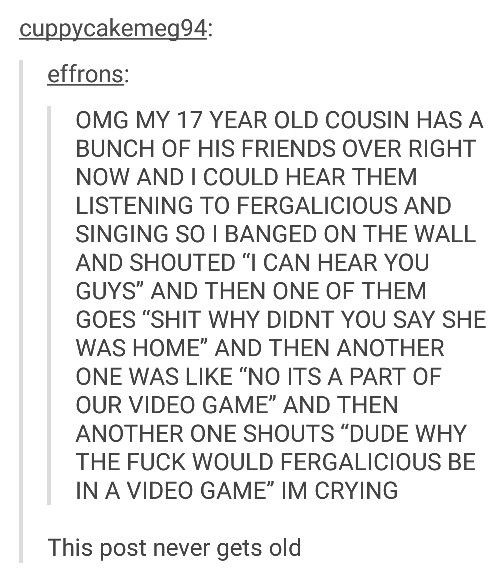 cuppycakemeg94:
effrons:
OMG MY 17 YEAR OLD COUSIN HAS A
BUNCH OF HIS FRIENDS OVER RIGHT
NOW AND I COULD HEAR THEM
LISTENING TO FERGALICIOUS AND
SINGING SO I BANGED ON THE WALL
AND SHOUTED “I CAN HEAR YOU
GUYS” AND THEN ONE OF THEM
GOES “SHIT WHY DIDNT YOU SAY SHE
WAS HOME” AND THEN ANOTHER
ONE WAS LIKE “NO ITS A PART OF
OUR VIDEO GAME” AND THEN
ANOTHER ONE SHOUTS “DUDE WHY
THE FUCK WOULD FERGALICIOUS BE
IN A VIDEO GAME” IM CRYING
This post never gets old